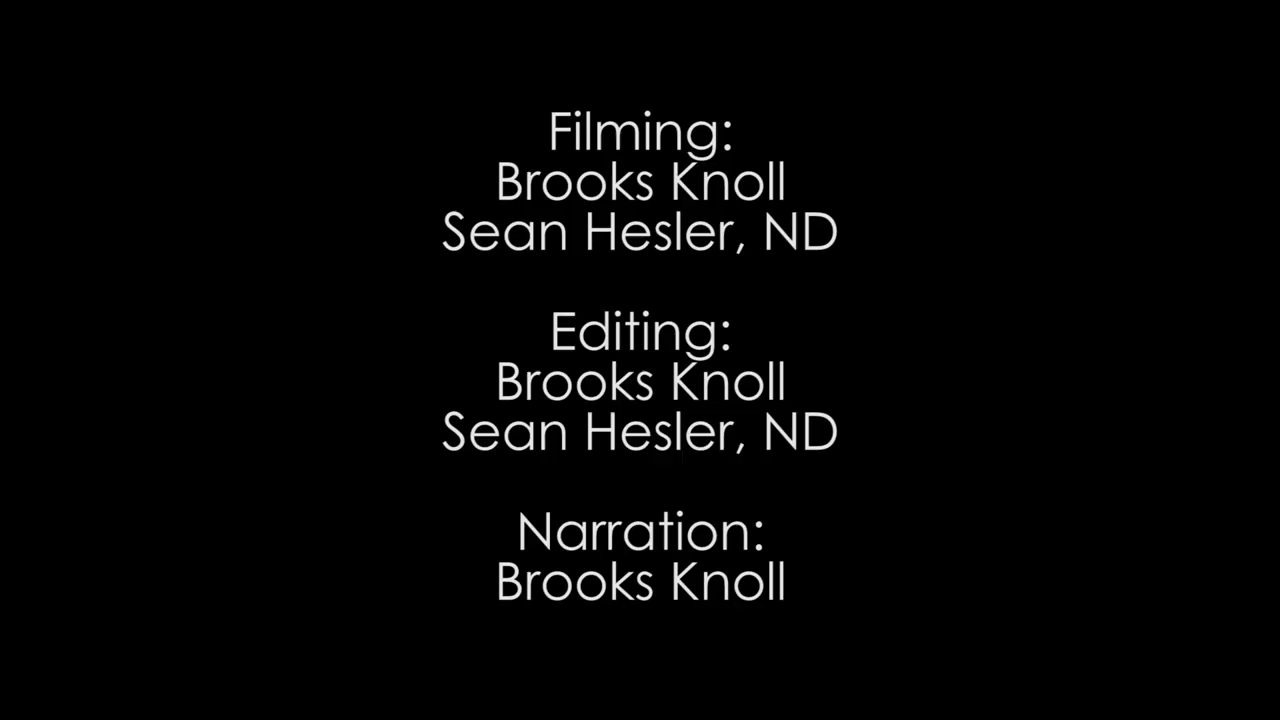 Filming:
Brooks Knoll
Sean Hesler, ND
Editing:
Brooks Knoll
Sean Hesler, ND
Narration:
Brooks Knoll